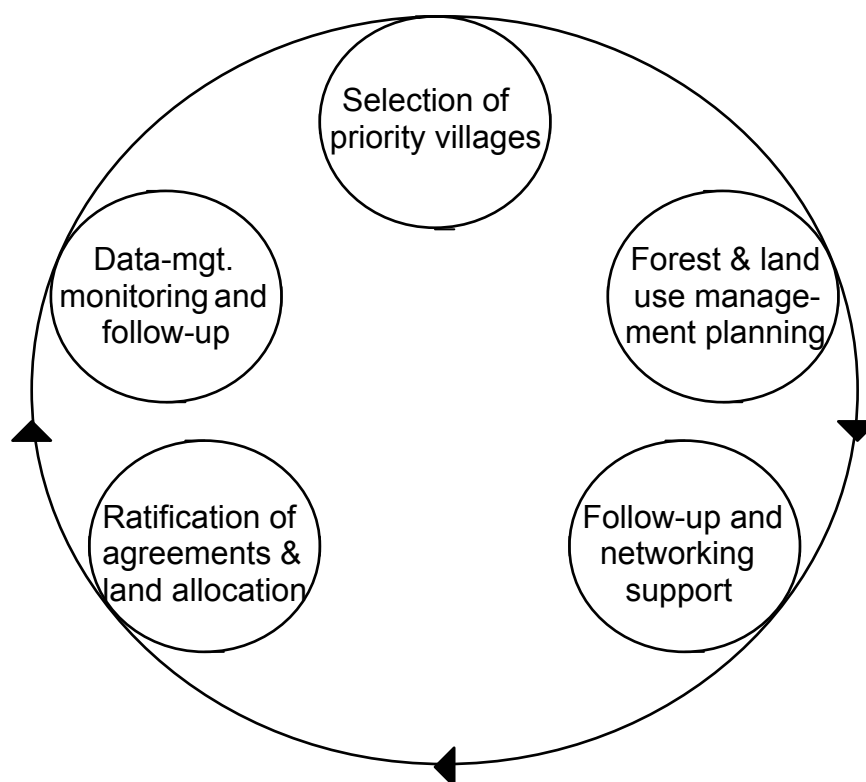 Selection of
priority villages
Forest & land
use manage-
ment planning
Follow-up and
networking
support
Ratification of
agreements &
land allocation
Data-mgt.
monitoring and
follow-up